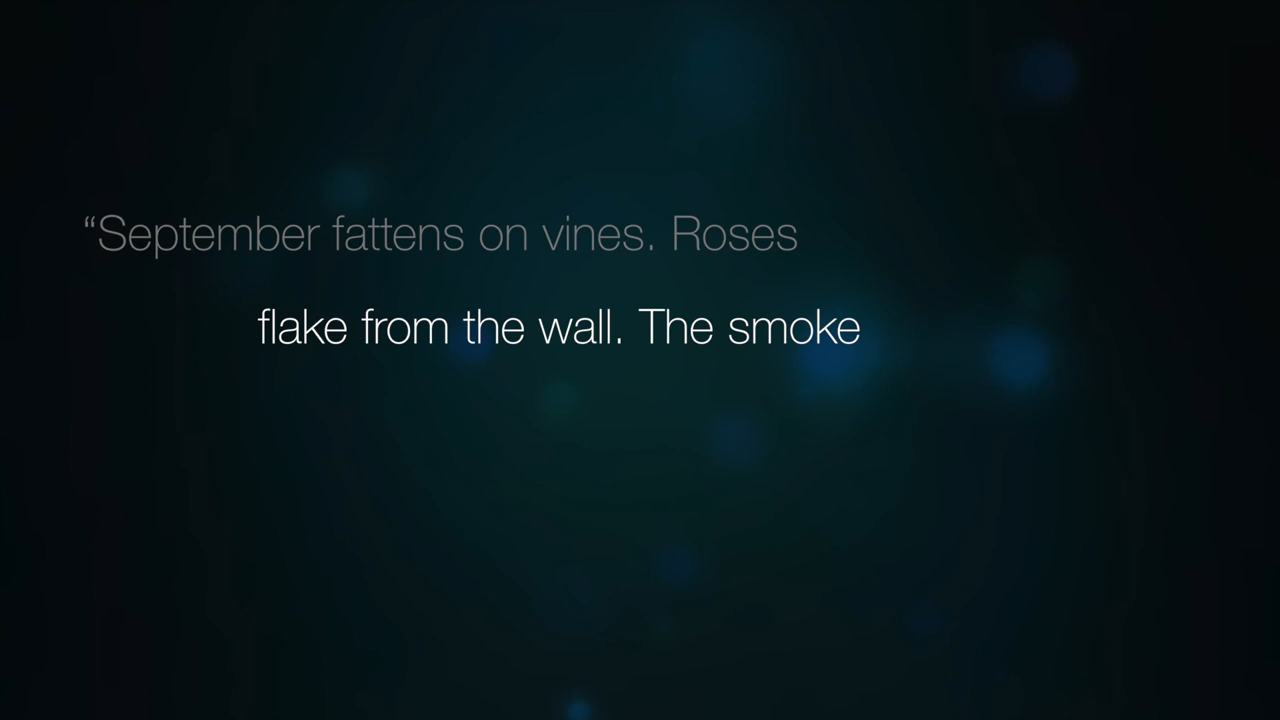 “September fattens on vines. Roses
flake from the wall. The smoke